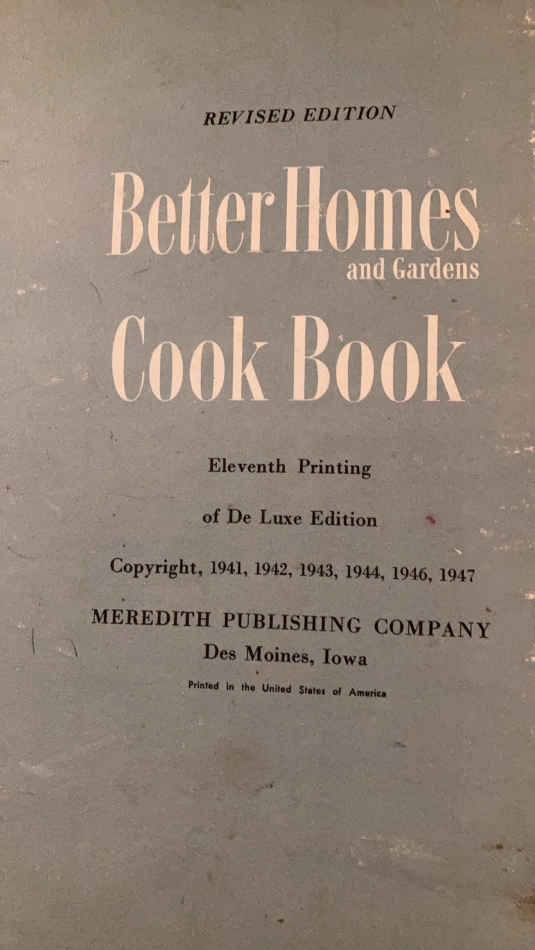 REVISED EDITION
Better Homes
and Gardens
Cook Book
Eleventh Printing
of De Luxe Edition
Copyright, 1941, 1942, 1943, 1944, 1946, 1947
MEREDITH PUBLISHING COMPANY
Des Moines, Iowa
Printed in the United States of America